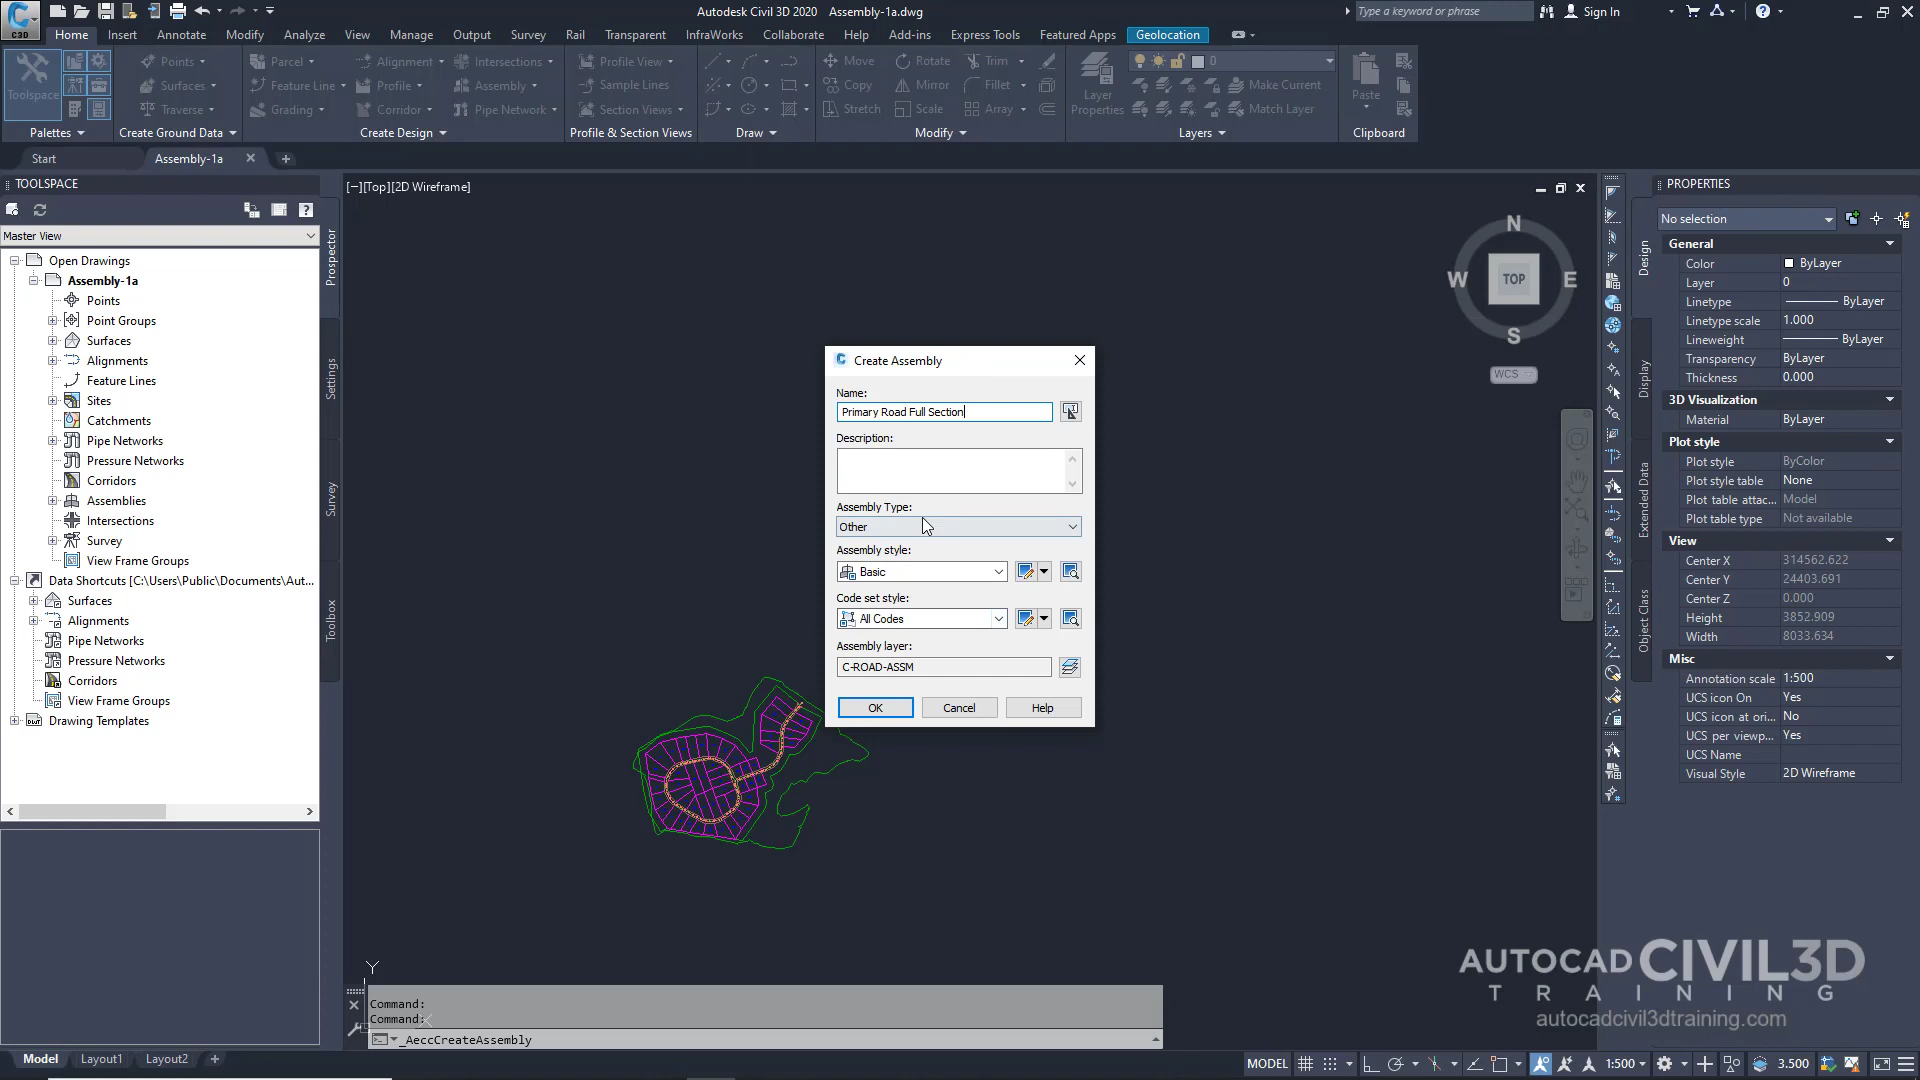 C3D
Autodesk Civil 3D 2020 Assembly-1a.dwg
Type a keyword or phrase
Sign In
Home Insert Annotate Modify Analyze View Manage Output Survey Rail Transparent InfraWorks Collaborate Help Add-ins Express Tools Featured Apps Geolocation
Toolspace
Points
Surfaces
Traverse
Parcel
Feature Line
Grading
Alignment
Profile
Corridor
Intersections
Assembly
Pipe Network
Profile View
Sample Lines
Section Views
Move
Copy
Stretch
Rotate
Mirror
Scale
Trim
Fillet
Array
Layer
Properties
0
Make Current
Match Layer
Paste
Palettes
Create Ground Data
Create Design
Profile & Section Views
Draw
Modify
Layers
Clipboard
Start
Assembly-1a
TOOLSPACE
Master View
Open Drawings
Assembly-1a
Points
Point Groups
Surfaces
Alignments
Feature Lines
Sites
Catchments
Pipe Networks
Pressure Networks
Corridors
Assemblies
Intersections
Survey
View Frame Groups
Data Shortcuts [C:\Users\Public\Documents\Aut...
Surfaces
Alignments
Pipe Networks
Pressure Networks
Corridors
View Frame Groups
Drawing Templates
Prospector
Settings
Survey
Toolbox
[−][Top][2D Wireframe]
N
W
TOP
E
S
WCS
Create Assembly
Name:
Primary Road Full Section
Description:
Assembly Type:
Other
Assembly style:
Basic
Code set style:
All Codes
Assembly layer:
C-ROAD-ASSM
OK Cancel Help
Y
Command:
Command:
_AeccCreateAssembly
PROPERTIES
No selection
Design
Display
Extended Data
Object Class
General
Color ByLayer
Layer 0
Linetype ByLayer
Linetype scale 1.000
Lineweight ByLayer
Transparency ByLayer
Thickness 0.000
3D Visualization
Material ByLayer
Plot style
Plot style ByColor
Plot style table None
Plot table attac... Model
Plot table type Not available
View
Center X 314562.622
Center Y 24403.691
Center Z 0.000
Height 3852.909
Width 8033.634
Misc
Annotation scale 1:500
UCS icon On Yes
UCS icon at ori... No
UCS per viewp... Yes
UCS Name
Visual Style 2D Wireframe
AUTOCAD CIVIL3D
TRAINING
autocadcivil3dtraining.com
Model Layout1 Layout2
MODEL 1:500 3.500